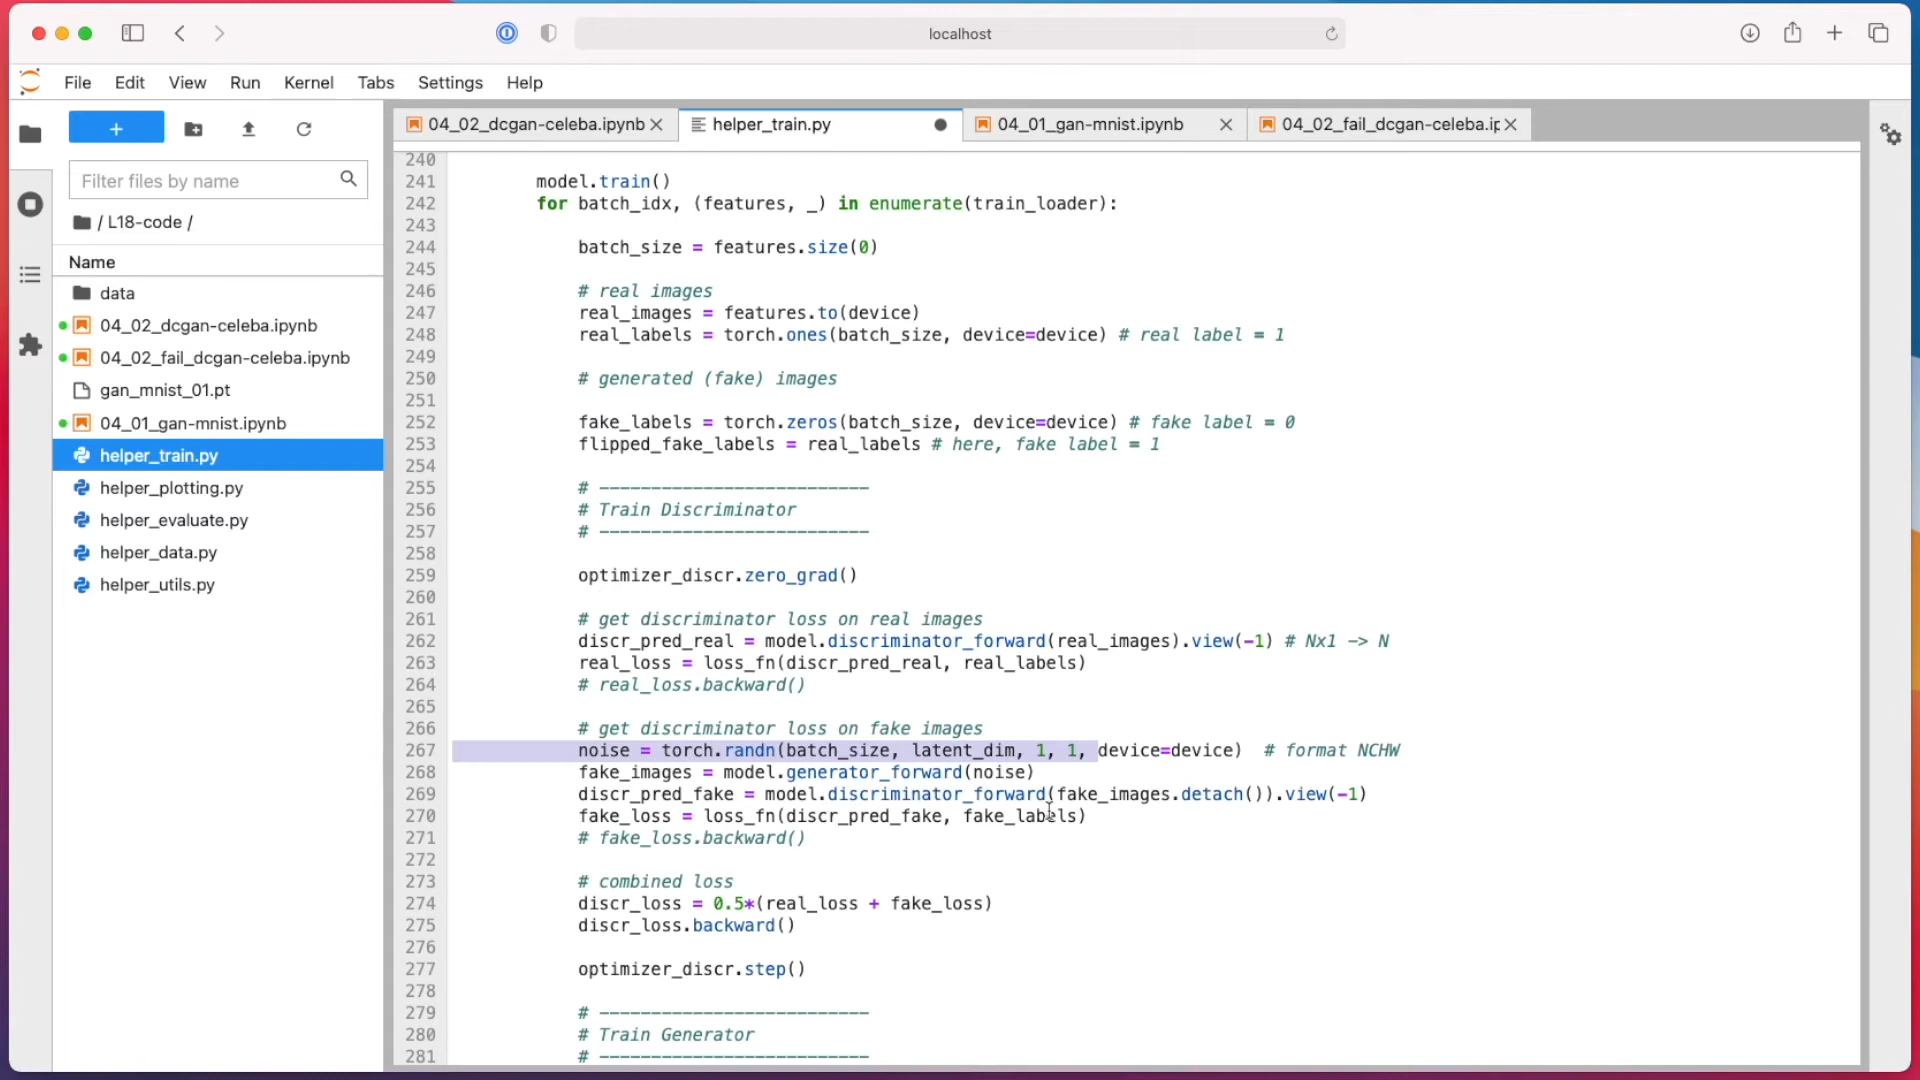 localhost
File Edit View Run Kernel Tabs Settings Help
+
04_02_dcgan-celeba.ipynb
helper_train.py
04_01_gan-mnist.ipynb
04_02_fail_dcgan-celeba.ip
Filter files by name
/ L18-code /
Name
data
04_02_dcgan-celeba.ipynb
04_02_fail_dcgan-celeba.ipynb
gan_mnist_01.pt
04_01_gan-mnist.ipynb
helper_train.py
helper_plotting.py
helper_evaluate.py
helper_data.py
helper_utils.py
240
241 model.train()
242 for batch_idx, (features, _) in enumerate(train_loader):
243
244 batch_size = features.size(0)
245
246 # real images
247 real_images = features.to(device)
248 real_labels = torch.ones(batch_size, device=device) # real label = 1
249
250 # generated (fake) images
251
252 fake_labels = torch.zeros(batch_size, device=device) # fake label = 0
253 flipped_fake_labels = real_labels # here, fake label = 1
254
255 # --------------------------
256 # Train Discriminator
257 # --------------------------
258
259 optimizer_discr.zero_grad()
260
261 # get discriminator loss on real images
262 discr_pred_real = model.discriminator_forward(real_images).view(-1) # Nx1 -> N
263 real_loss = loss_fn(discr_pred_real, real_labels)
264 # real_loss.backward()
265
266 # get discriminator loss on fake images
267 noise = torch.randn(batch_size, latent_dim, 1, 1, device=device) # format NCHW
268 fake_images = model.generator_forward(noise)
269 discr_pred_fake = model.discriminator_forward(fake_images.detach()).view(-1)
270 fake_loss = loss_fn(discr_pred_fake, fake_labels)
271 # fake_loss.backward()
272
273 # combined loss
274 discr_loss = 0.5*(real_loss + fake_loss)
275 discr_loss.backward()
276
277 optimizer_discr.step()
278
279 # --------------------------
280 # Train Generator
281 # --------------------------